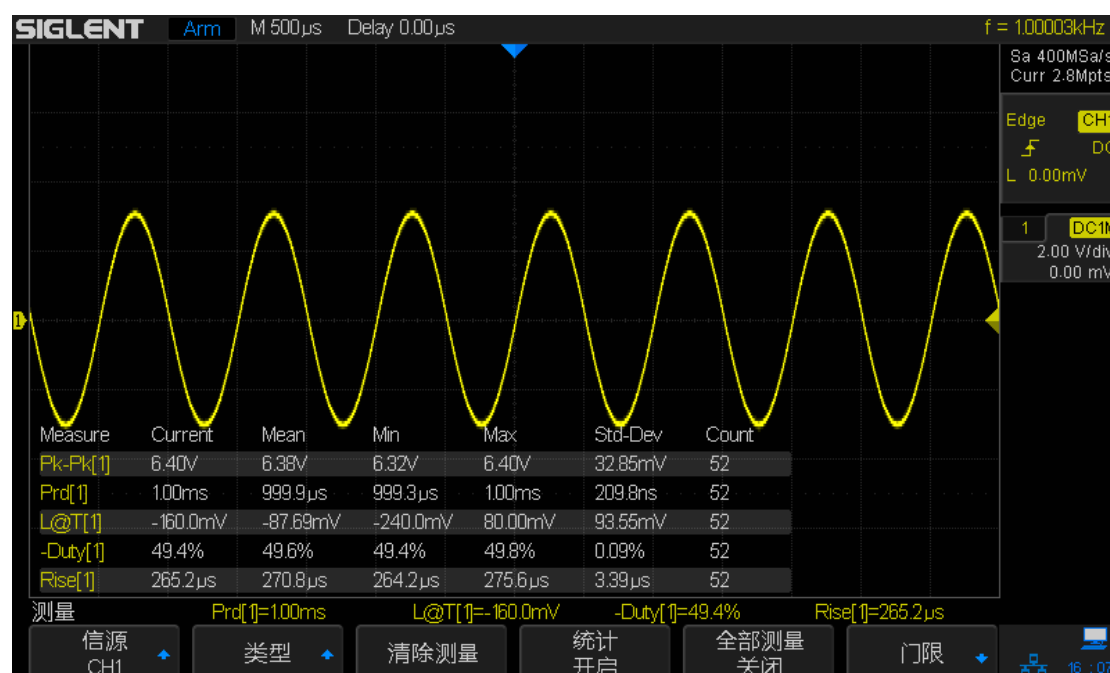 SIGLENT Arm M 500µs Delay 0.00µs f = 1.00003kHz
Sa 400MSa/s
Curr 2.8Mpts
Edge CH1
DC
L 0.00mV
1 DC1M
2.00 V/div
0.00 mV
1
Measure Current Mean Min Max Std-Dev Count
Pk-Pk[1] 6.40V 6.38V 6.32V 6.40V 32.85mV 52
Prd[1] 1.00ms 999.9µs 999.3µs 1.00ms 209.8ns 52
L@T[1] -160.0mV -87.69mV -240.0mV 80.00mV 93.55mV 52
-Duty[1] 49.4% 49.6% 49.4% 49.8% 0.09% 52
Rise[1] 265.2µs 270.8µs 264.2µs 275.6µs 3.39µs 52
测量 Prd[1]=1.00ms L@T[1]=-160.0mV -Duty[1]=49.4% Rise[1]=265.2µs
信源 类型 清除测量 统计 全部测量 门限
CH1 开启 关闭
16:07